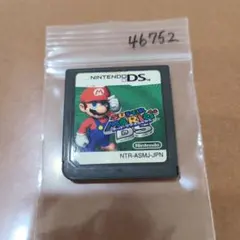 46752
NINTENDO DS
SUPER
MARIO 64
DS
Nintendo
NTR-ASMJ-JPN